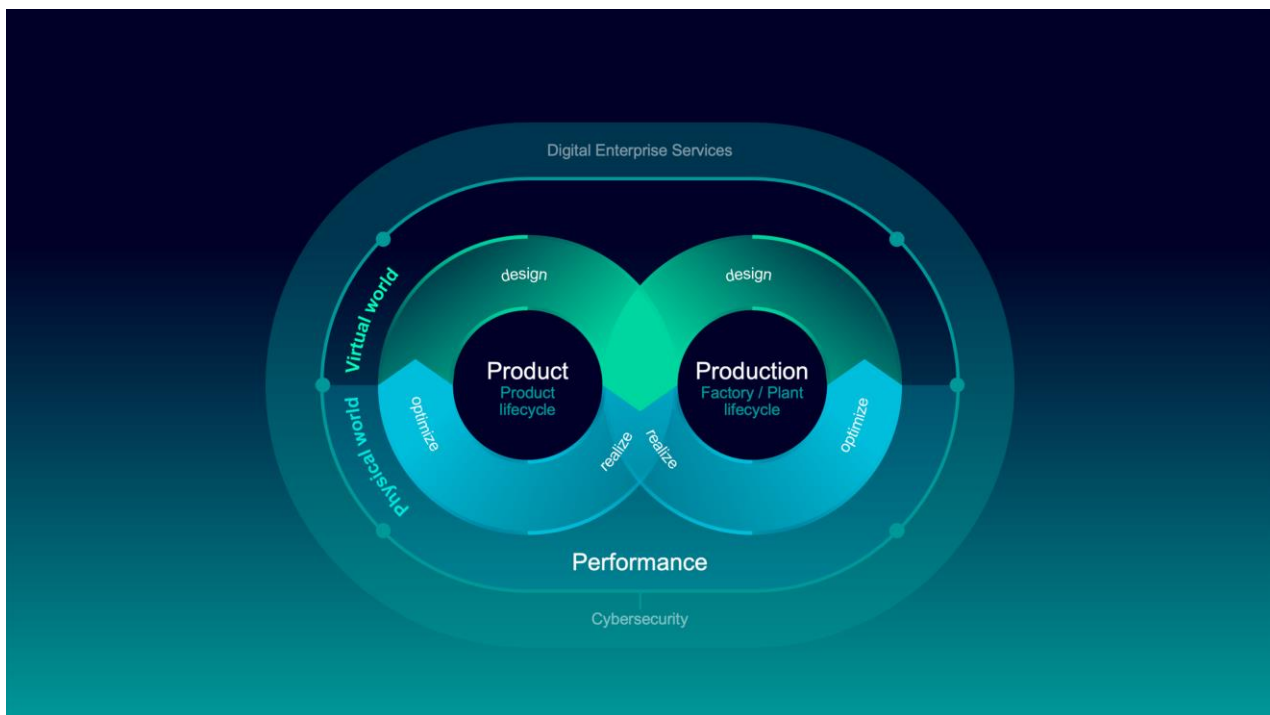 Digital Enterprise Services
Virtual world
Physical world
design
design
Product
Product
lifecycle
Production
Factory / Plant
lifecycle
optimize
realize
realize
optimize
Performance
Cybersecurity